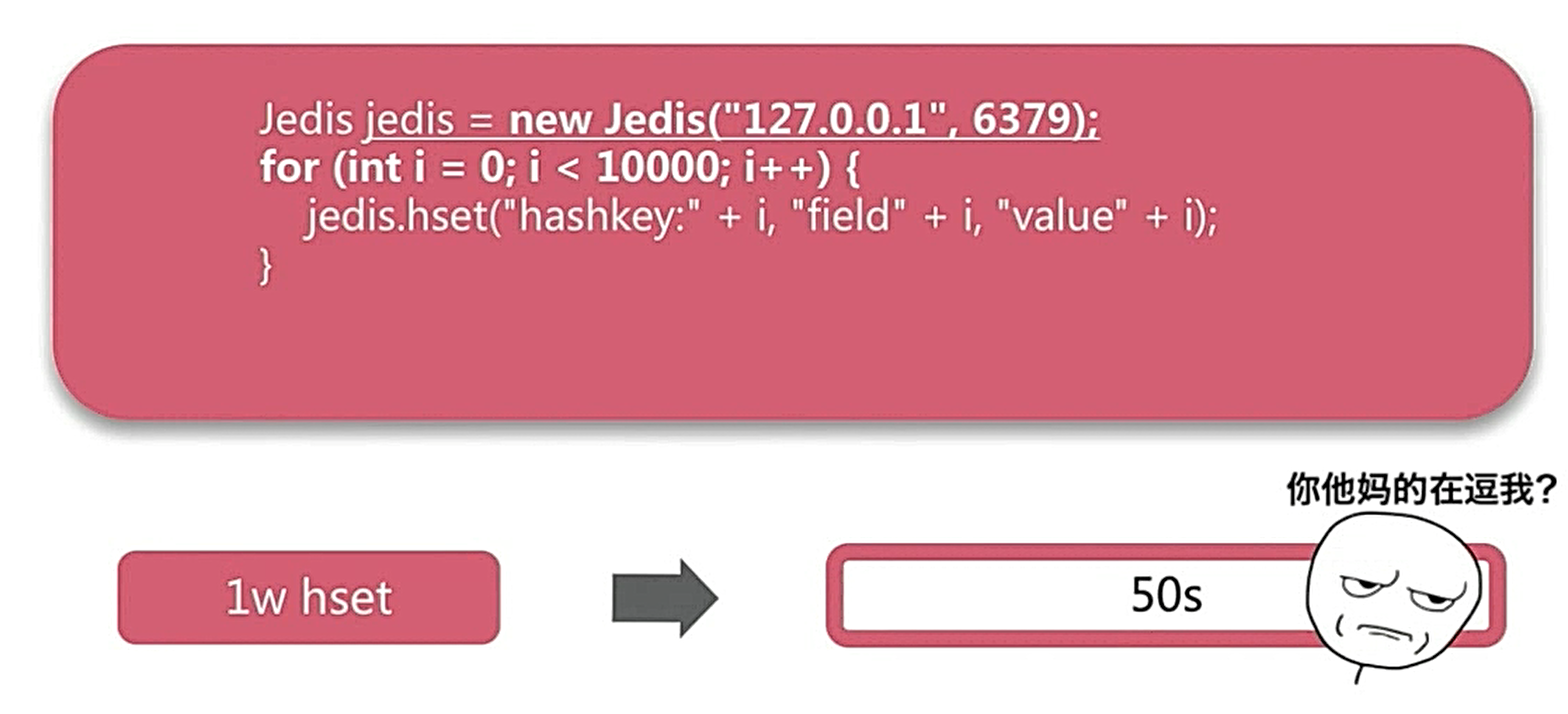 Jedis jedis = new Jedis("127.0.0.1", 6379);
for (int i = 0; i < 10000; i++) {
    jedis.hset("hashkey:" + i, "field" + i, "value" + i);
}
你他妈的在逗我?
1w hset
50s